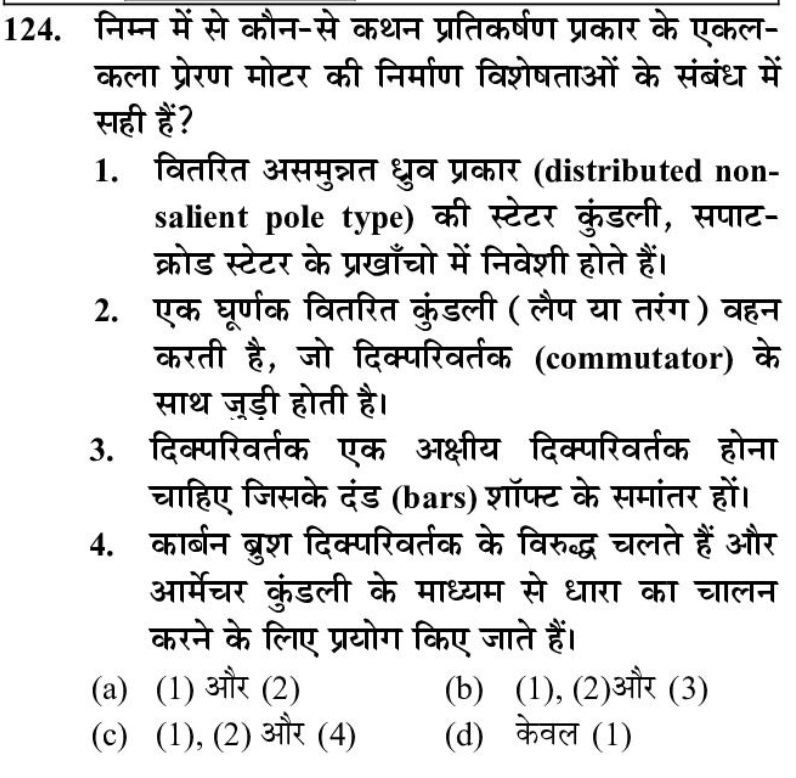 124. निम्न में से कौन-से कथन प्रतिकर्षण प्रकार के एकल-
कला प्रेरण मोटर की निर्माण विशेषताओं के संबंध में
सही हैं?
1. वितरित असमुन्नत ध्रुव प्रकार (distributed non-
salient pole type) की स्टेटर कुंडली, सपाट-
क्रोड स्टेटर के प्रखाँचो में निवेशी होते हैं।
2. एक घूर्णक वितरित कुंडली ( लैप या तरंग ) वहन
करती है, जो दिक्परिवर्तक (commutator) के
साथ जुड़ी होती है।
3. दिक्परिवर्तक एक अक्षीय दिक्परिवर्तक होना
चाहिए जिसके दंड (bars) शॉफ्ट के समांतर हों।
4. कार्बन ब्रुश दिक्परिवर्तक के विरुद्ध चलते हैं और
आर्मेचर कुंडली के माध्यम से धारा का चालन
करने के लिए प्रयोग किए जाते हैं।
(a) (1) और (2) (b) (1), (2)और (3)
(c) (1), (2) और (4) (d) केवल (1)